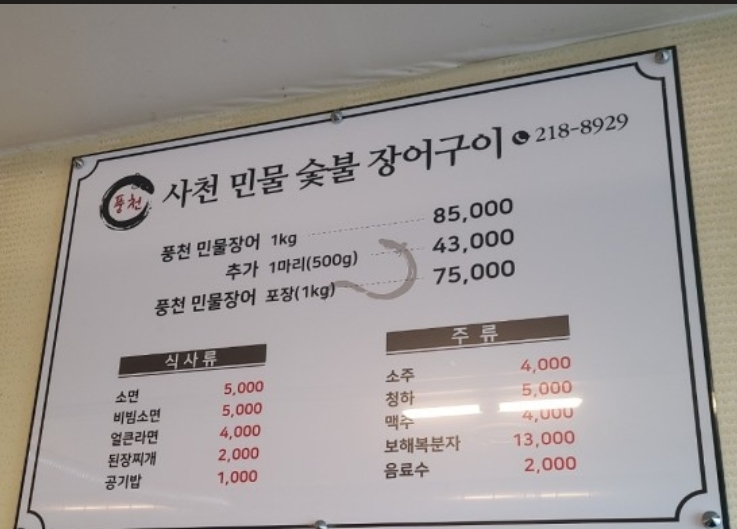 풍천
사천 민물 숯불 장어구이 218-8929
풍천 민물장어 1kg 85,000
추가 1마리(500g) 43,000
풍천 민물장어 포장(1kg) 75,000
식사류
소면 5,000
비빔소면 5,000
얼큰라면 4,000
된장찌개 2,000
공기밥 1,000
주류
소주 4,000
청하 5,000
맥주 4,000
보해복분자 13,000
음료수 2,000